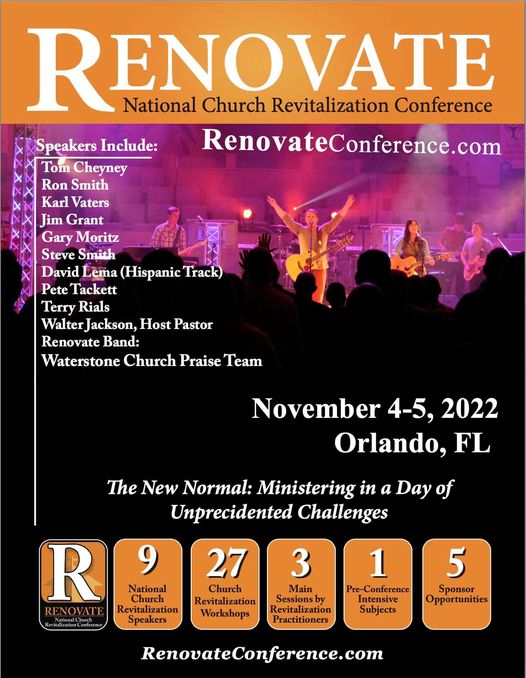 RENOVATE
National Church Revitalization Conference
RenovateConference.com
Speakers Include:
Tom Cheyney
Ron Smith
Karl Vaters
Jim Grant
Gary Moritz
Steve Smith
David Lema (Hispanic Track)
Pete Tackett
Terry Rials
Walter Jackson, Host Pastor
Renovate Band:
Waterstone Church Praise Team
November 4-5, 2022
Orlando, FL
The New Normal: Ministering in a Day of
Unprecidented Challenges
R
RENOVATE
National Church
Revitalization Conference
9
National
Church
Revitalization
Speakers
27
Church
Revitalization
Workshops
3
Main
Sessions by
Revitalization
Practitioners
1
Pre-Conference
Intensive
Subjects
5
Sponsor
Opportunities
RenovateConference.com